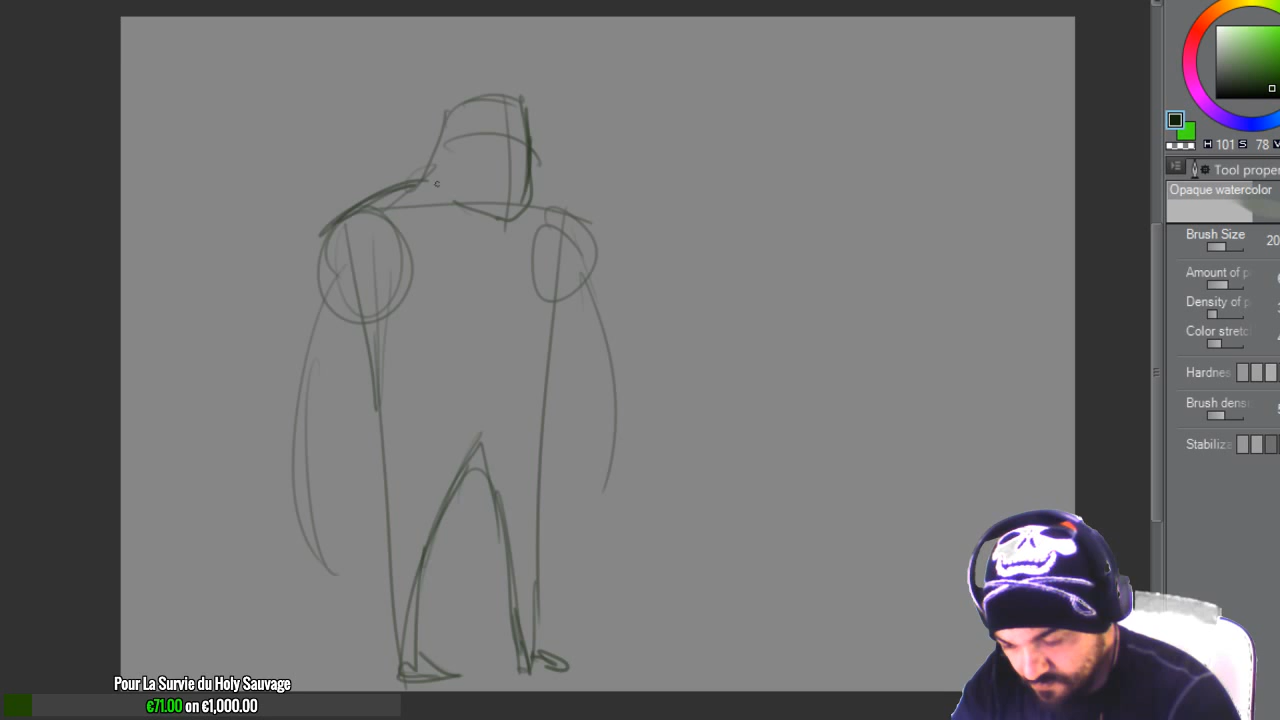 H 101 S 78 V
Tool proper
Opaque watercolor
Brush Size 20
Amount of p
Density of p
Color stretc
Hardnes
Brush dens
Stabiliza
Pour La Survie du Holy Sauvage
€71.00 on €1,000.00